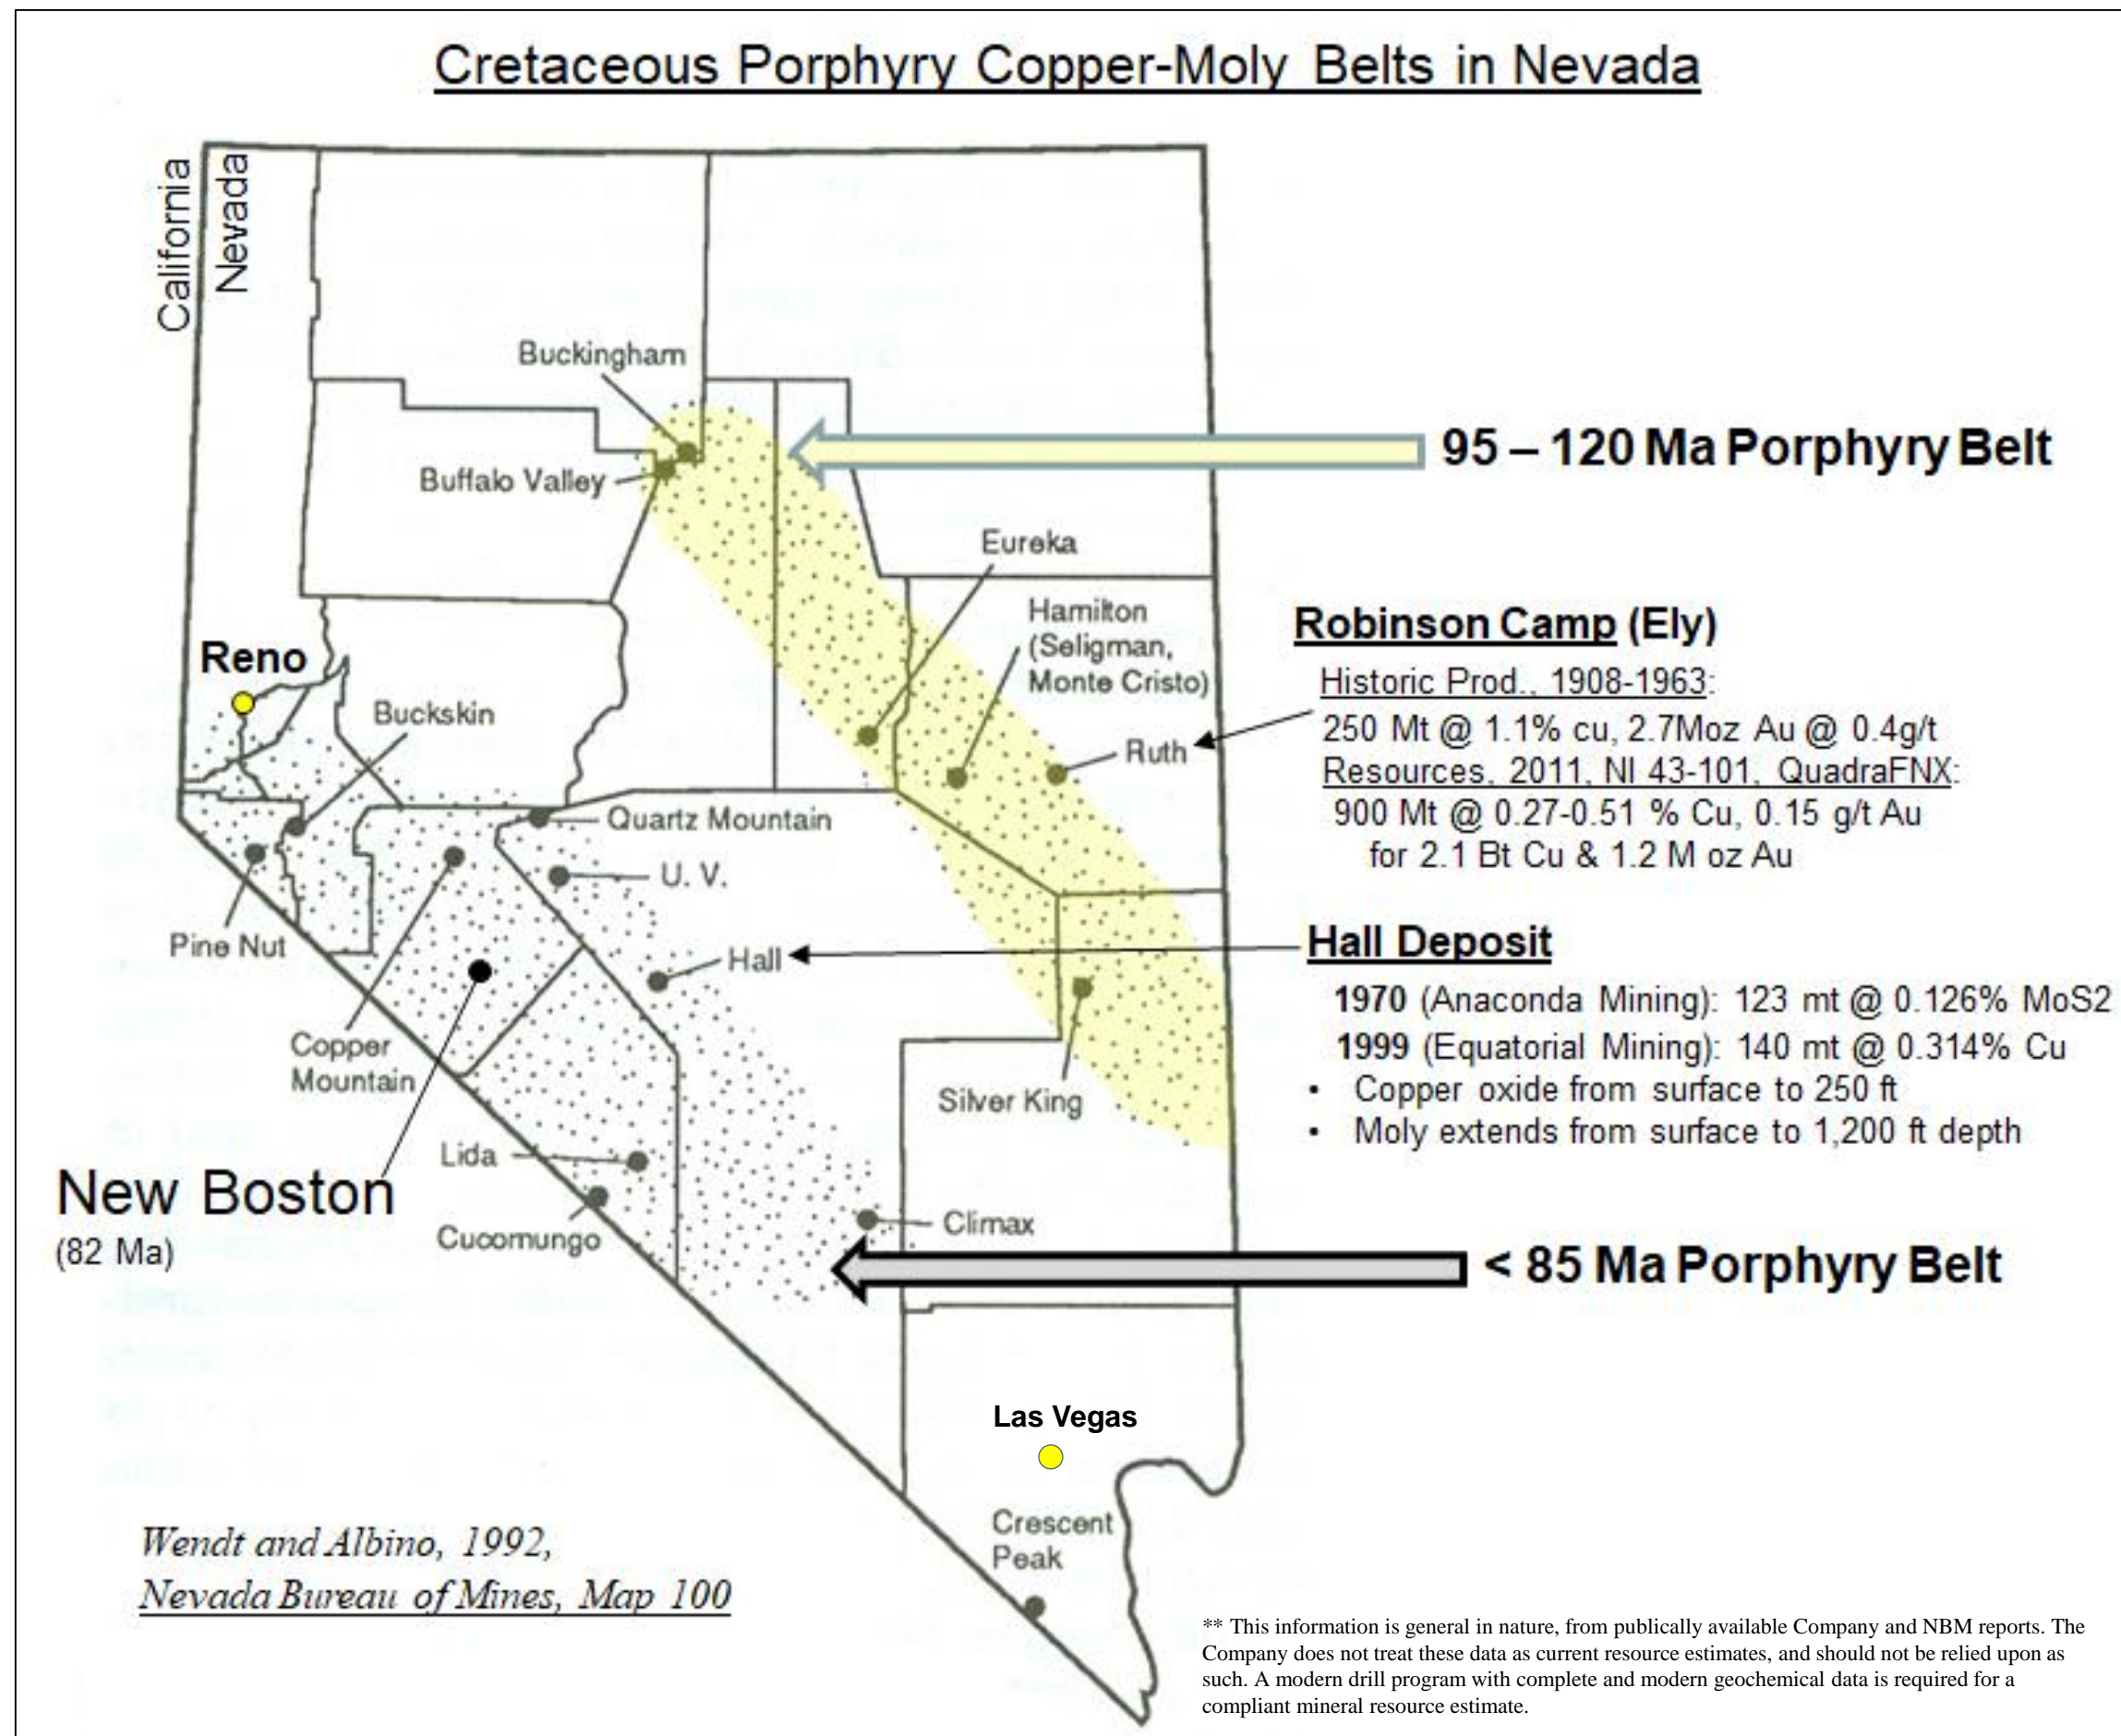 Cretaceous Porphyry Copper-Moly Belts in Nevada
California
Nevada
Buckingham
Buffalo Valley
95 – 120 Ma Porphyry Belt
Eureka
Hamilton
(Seligman,
Monte Cristo)
Ruth
Robinson Camp (Ely)
Historic Prod., 1908-1963:
250 Mt @ 1.1% cu, 2.7Moz Au @ 0.4g/t
Resources, 2011, NI 43-101, QuadraFNX:
900 Mt @ 0.27-0.51 % Cu, 0.15 g/t Au
for 2.1 Bt Cu & 1.2 M oz Au
Reno
Buckskin
Quartz Mountain
U. V.
Pine Nut
Hall
Hall Deposit
1970 (Anaconda Mining): 123 mt @ 0.126% MoS2
1999 (Equatorial Mining): 140 mt @ 0.314% Cu
• Copper oxide from surface to 250 ft
• Moly extends from surface to 1,200 ft depth
Copper
Mountain
Silver King
Lida
New Boston
(82 Ma)
Cucomungo
Climax
< 85 Ma Porphyry Belt
Las Vegas
Crescent
Peak
Wendt and Albino, 1992,
Nevada Bureau of Mines, Map 100
** This information is general in nature, from publically available Company and NBM reports. The
Company does not treat these data as current resource estimates, and should not be relied upon as
such. A modern drill program with complete and modern geochemical data is required for a
compliant mineral resource estimate.